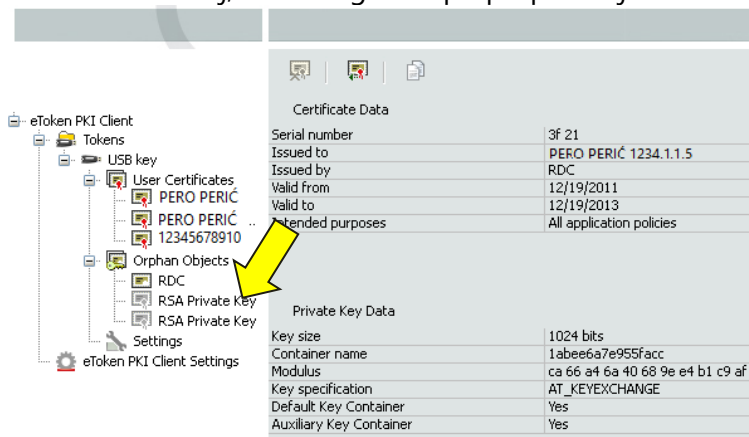 eToken PKI Client
Tokens
USB key
User Certificates
PERO PERIĆ
PERO PERIĆ ..
12345678910
Orphan Objects
RDC
RSA Private Key
RSA Private Key
Settings
eToken PKI Client Settings
Certificate Data
Serial number 3f 21
Issued to PERO PERIĆ 1234.1.1.5
Issued by RDC
Valid from 12/19/2011
Valid to 12/19/2013
Intended purposes All application policies
Private Key Data
Key size 1024 bits
Container name 1abee6a7e955facc
Modulus ca 66 a4 6a 40 68 9e e4 b1 c9 af
Key specification AT_KEYEXCHANGE
Default Key Container Yes
Auxiliary Key Container Yes